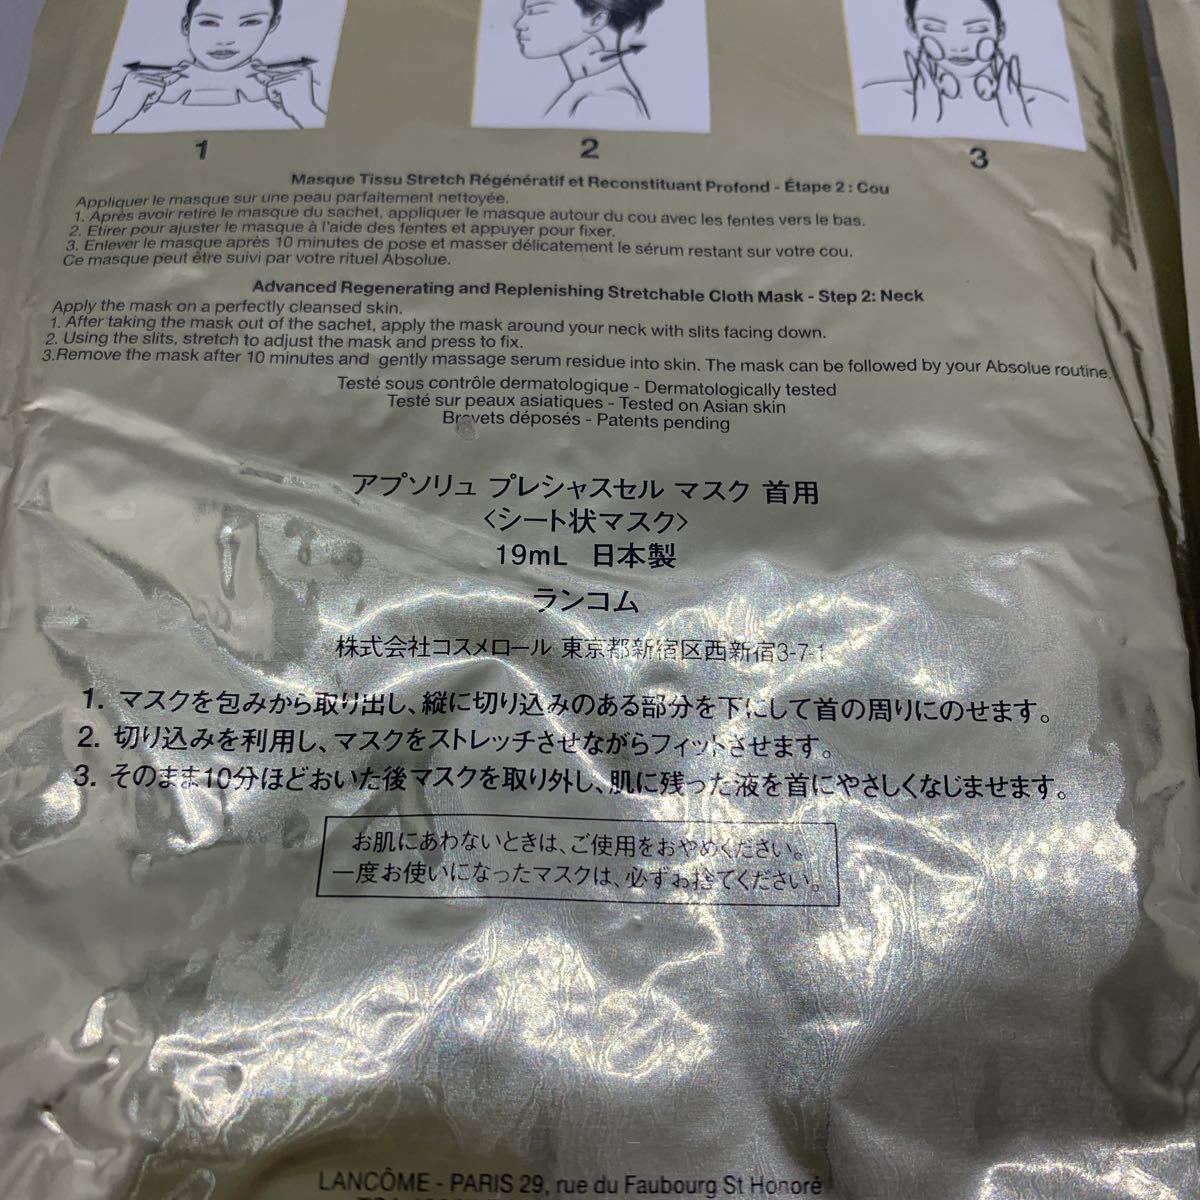 1
2
3
Masque Tissu Stretch Régénératif et Reconstituant Profond - Étape 2 : Cou
Appliquer le masque sur une peau parfaitement nettoyée.
1. Après avoir retiré le masque du sachet, appliquer le masque autour du cou avec les fentes vers le bas.
2. Etirer pour ajuster le masque à l'aide des fentes et appuyer pour fixer.
3. Enlever le masque après 10 minutes de pose et masser délicatement le sérum restant sur votre cou.
Ce masque peut être suivi par votre rituel Absolue.
Advanced Regenerating and Replenishing Stretchable Cloth Mask - Step 2: Neck
Apply the mask on a perfectly cleansed skin.
1. After taking the mask out of the sachet, apply the mask around your neck with slits facing down.
2. Using the slits, stretch to adjust the mask and press to fix.
3.Remove the mask after 10 minutes and gently massage serum residue into skin. The mask can be followed by your Absolue routine.
Testé sous contrôle dermatologique - Dermatologically tested
Testé sur peaux asiatiques - Tested on Asian skin
Brevets déposés - Patents pending
アプソリュ プレシャスセル マスク 首用
〈シート状マスク〉
19mL 日本製
ランコム
株式会社コスメロール 東京都新宿区西新宿3-7-1
1. マスクを包みから取り出し、縦に切り込みのある部分を下にして首の周りにのせます。
2. 切り込みを利用し、マスクをストレッチさせながらフィットさせます。
3. そのまま10分ほどおいた後マスクを取り外し、肌に残った液を首にやさしくなじませます。
お肌にあわないときは、ご使用をおやめください。
一度お使いになったマスクは、必ずお捨てください。
LANCÔME - PARIS 29, rue du Faubourg St Honoré